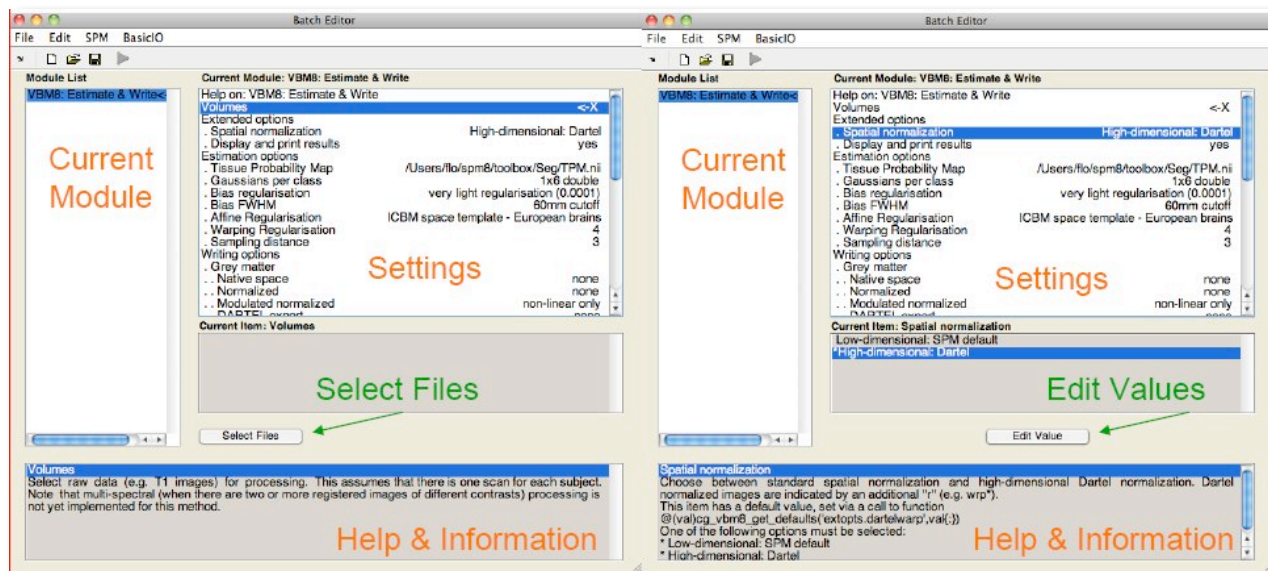 Batch Editor
File Edit SPM BasicIO
Module List
VBM8: Estimate & Write<-
Current Module
Current Module: VBM8: Estimate & Write
Help on: VBM8: Estimate & Write
Volumes <-X
Extended options
. Spatial normalization High-dimensional: Dartel
. Display and print results yes
Estimation options
. Tissue Probability Map /Users/flo/spm8/toolbox/Seg/TPM.nii
. Gaussians per class 1x6 double
. Bias regularisation very light regularisation (0.0001)
. Bias FWHM 60mm cutoff
. Affine Regularisation ICBM space template - European brains
. Warping Regularisation 4
. Sampling distance 3
Writing options
. Grey matter
. . Native space none
. . Normalized none
. . Modulated normalized non-linear only
. . DARTEL export none
Settings
Current Item: Volumes
Select Files
Select Files
Volumes
Select raw data (e.g. T1 images) for processing. This assumes that there is one scan for each subject.
Note that multi-spectral (when there are two or more registered images of different contrasts) processing is
not yet implemented for this method.
Help & Information
Batch Editor
File Edit SPM BasicIO
Module List
VBM8: Estimate & Write<
Current Module
Current Module: VBM8: Estimate & Write
Help on: VBM8: Estimate & Write
Volumes <-X
Extended options
. Spatial normalization High-dimensional: Dartel
. Display and print results yes
Estimation options
. Tissue Probability Map /Users/flo/spm8/toolbox/Seg/TPM.nii
. Gaussians per class 1x6 double
. Bias regularisation very light regularisation (0.0001)
. Bias FWHM 60mm cutoff
. Affine Regularisation ICBM space template - European brains
. Warping Regularisation 4
. Sampling distance 3
Writing options
. Grey matter
. . Native space none
. . Normalized none
. . Modulated normalized non-linear only
. . DARTEL export none
Settings
Current Item: Spatial normalization
Low-dimensional: SPM default
*High-dimensional: Dartel
Edit Values
Edit Value
Spatial normalization
Choose between standard spatial normalization and high-dimensional Dartel normalization. Dartel
normalized images are indicated by an additional "r" (e.g. wrp*).
This item has a default value, set via a call to function
@(val)cg_vbm8_get_defaults('extopts.dartelwarp',val{:})
One of the following options must be selected:
* Low-dimensional: SPM default
* High-dimensional: Dartel
Help & Information